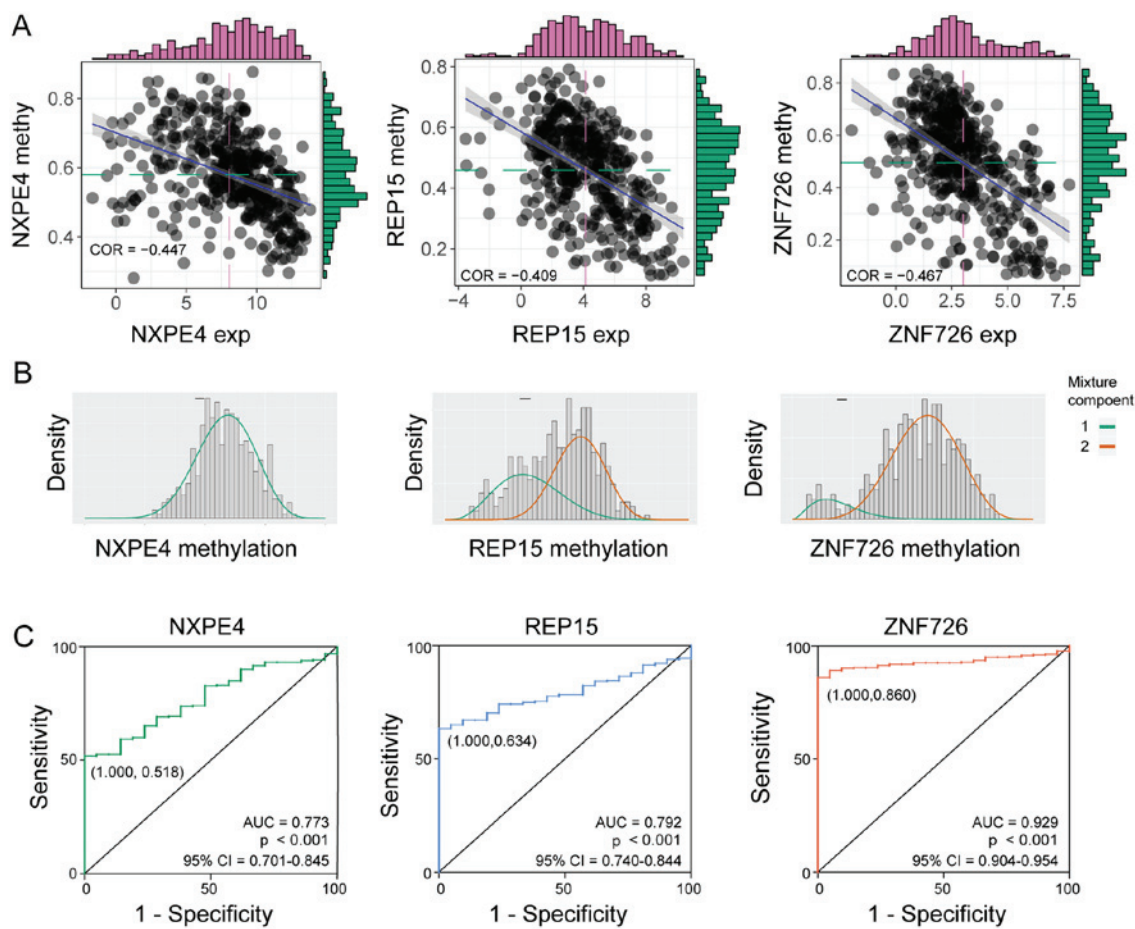 A
NXPE4 methy
0.8
0.6
0.4
COR = −0.447
0
5
10
NXPE4 exp
REP15 methy
0.8
0.6
0.4
0.2
COR = −0.409
−4
0
4
8
REP15 exp
ZNF726 methy
0.8
0.6
0.4
0.2
COR = −0.467
0.0
2.5
5.0
7.5
ZNF726 exp
B
Density
NXPE4 methylation
Density
REP15 methylation
Density
ZNF726 methylation
Mixture
compoent
1
2
C
NXPE4
Sensitivity
100
50
0
(1.000, 0.518)
AUC = 0.773
p < 0.001
95% CI = 0.701-0.845
0
50
100
1 - Specificity
REP15
Sensitivity
100
50
0
(1.000,0.634)
AUC = 0.792
p < 0.001
95% CI = 0.740-0.844
0
50
100
1 - Specificity
ZNF726
Sensitivity
100
50
0
(1.000,0.860)
AUC = 0.929
p < 0.001
95% CI = 0.904-0.954
0
50
100
1 - Specificity